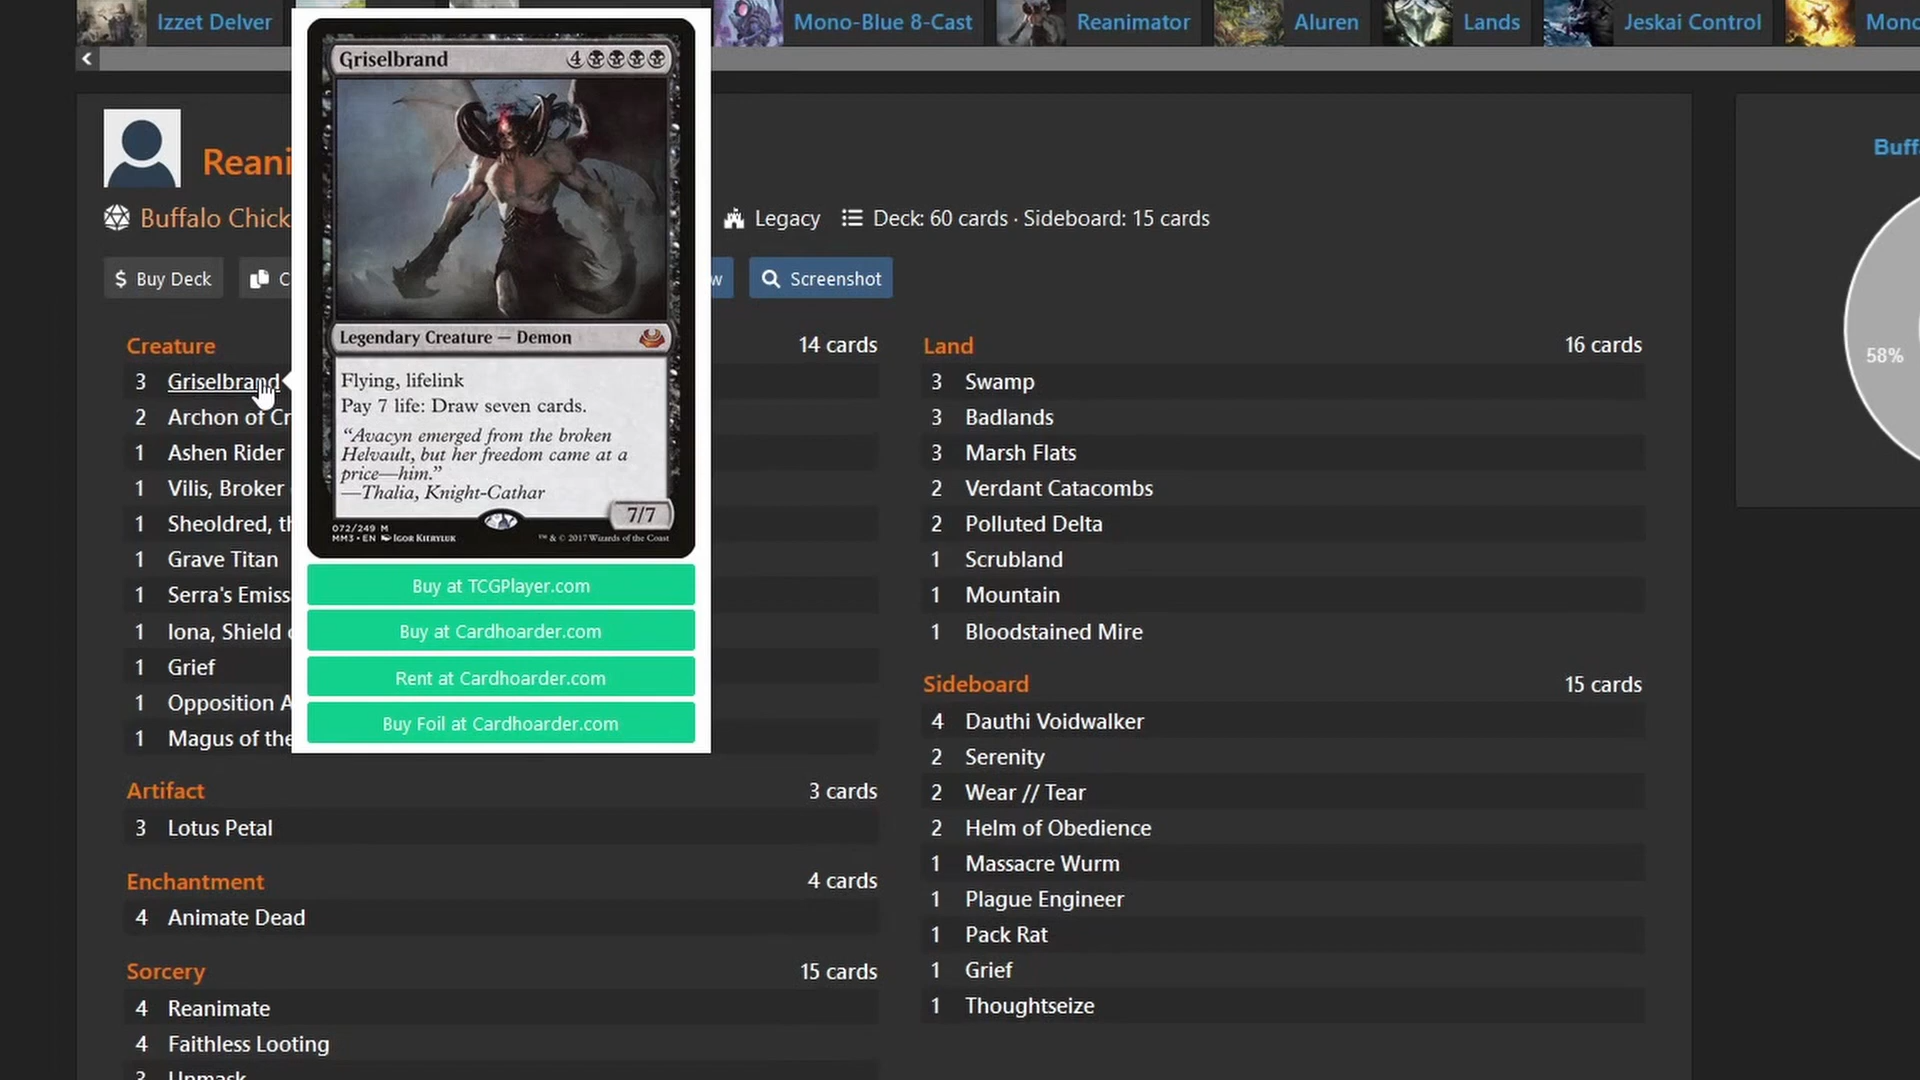 Izzet Delver
Mono-Blue 8-Cast
Reanimator
Aluren
Lands
Jeskai Control
Mono
Reani
Buffalo Chick
Legacy
Deck: 60 cards · Sideboard: 15 cards
$ Buy Deck
C
w
Screenshot
Griselbrand
4
Legendary Creature — Demon
Flying, lifelink
Pay 7 life: Draw seven cards.
“Avacyn emerged from the broken
Helvault, but her freedom came at a
price—him.”
—Thalia, Knight-Cathar
7/7
072/249 M
MM3 • EN Igor Kieryluk
™ & © 2017 Wizards of the Coast
Buy at TCGPlayer.com
Buy at Cardhoarder.com
Rent at Cardhoarder.com
Buy Foil at Cardhoarder.com
Creature 14 cards
3 Griselbrand
2 Archon of Cr
1 Ashen Rider
1 Vilis, Broker
1 Sheoldred, th
1 Grave Titan
1 Serra's Emiss
1 Iona, Shield o
1 Grief
1 Opposition A
1 Magus of the
Artifact 3 cards
3 Lotus Petal
Enchantment 4 cards
4 Animate Dead
Sorcery 15 cards
4 Reanimate
4 Faithless Looting
3 Unmask
Land 16 cards
3 Swamp
3 Badlands
3 Marsh Flats
2 Verdant Catacombs
2 Polluted Delta
1 Scrubland
1 Mountain
1 Bloodstained Mire
Sideboard 15 cards
4 Dauthi Voidwalker
2 Serenity
2 Wear // Tear
2 Helm of Obedience
1 Massacre Wurm
1 Plague Engineer
1 Pack Rat
1 Grief
1 Thoughtseize
Buff
58%